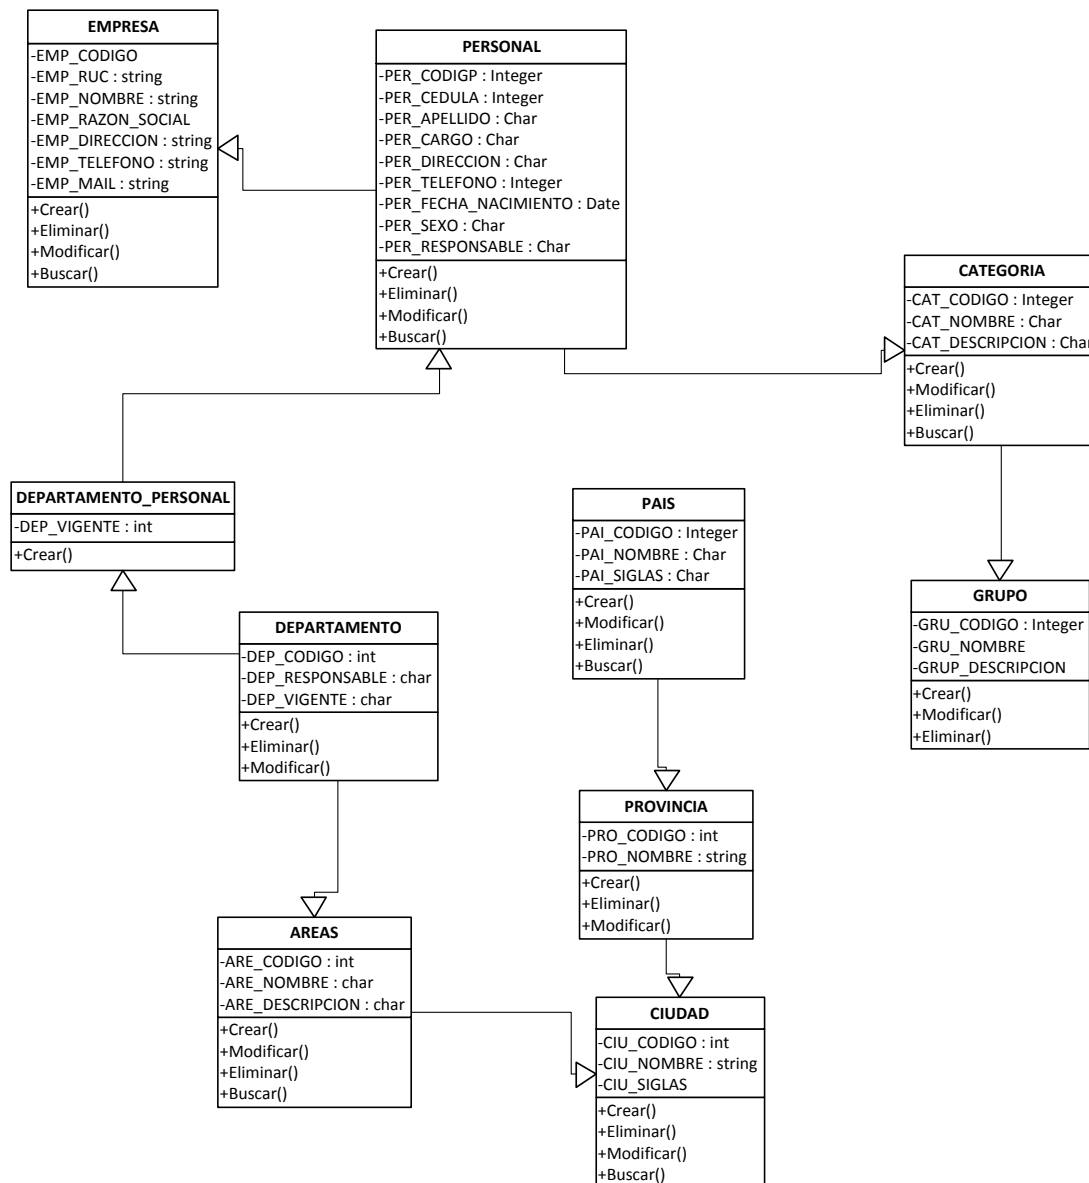 EMPRESA
-EMP_CODIGO
-EMP_RUC : string
-EMP_NOMBRE : string
-EMP_RAZON_SOCIAL
-EMP_DIRECCION : string
-EMP_TELEFONO : string
-EMP_MAIL : string
+Crear()
+Eliminar()
+Modificar()
+Buscar()
PERSONAL
-PER_CODIGP : Integer
-PER_CEDULA : Integer
-PER_APELLIDO : Char
-PER_CARGO : Char
-PER_DIRECCION : Char
-PER_TELEFONO : Integer
-PER_FECHA_NACIMIENTO : Date
-PER_SEXO : Char
-PER_RESPONSABLE : Char
+Crear()
+Eliminar()
+Modificar()
+Buscar()
CATEGORIA
-CAT_CODIGO : Integer
-CAT_NOMBRE : Char
-CAT_DESCRIPCION : Char
+Crear()
+Modificar()
+Eliminar()
+Buscar()
DEPARTAMENTO_PERSONAL
-DEP_VIGENTE : int
+Crear()
PAIS
-PAI_CODIGO : Integer
-PAI_NOMBRE : Char
-PAI_SIGLAS : Char
+Crear()
+Modificar()
+Eliminar()
+Buscar()
GRUPO
-GRU_CODIGO : Integer
-GRU_NOMBRE
-GRUP_DESCRIPCION
+Crear()
+Modificar()
+Eliminar()
DEPARTAMENTO
-DEP_CODIGO : int
-DEP_RESPONSABLE : char
-DEP_VIGENTE : char
+Crear()
+Eliminar()
+Modificar()
PROVINCIA
-PRO_CODIGO : int
-PRO_NOMBRE : string
+Crear()
+Eliminar()
+Modificar()
AREAS
-ARE_CODIGO : int
-ARE_NOMBRE : char
-ARE_DESCRIPCION : char
+Crear()
+Modificar()
+Eliminar()
+Buscar()
CIUDAD
-CIU_CODIGO : int
-CIU_NOMBRE : string
-CIU_SIGLAS
+Crear()
+Eliminar()
+Modificar()
+Buscar()